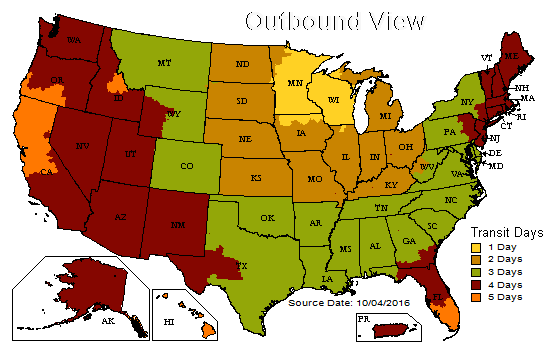 Outbound View
WA
MT
ND
MN
VT
ME
OR
ID
SD
WI
NH
WY
MI
NY
MA
RI
CT
NE
IA
PA
NJ
NV
UT
CO
IL
IN
OH
DE
MD
CA
KS
MO
WV
VA
KY
AZ
NM
OK
TN
NC
AR
SC
MS
AL
GA
TX
LA
FL
Transit Days
1 Day
2 Days
3 Days
4 Days
5 Days
Source Date: 10/04/2016
AK
HI
PR